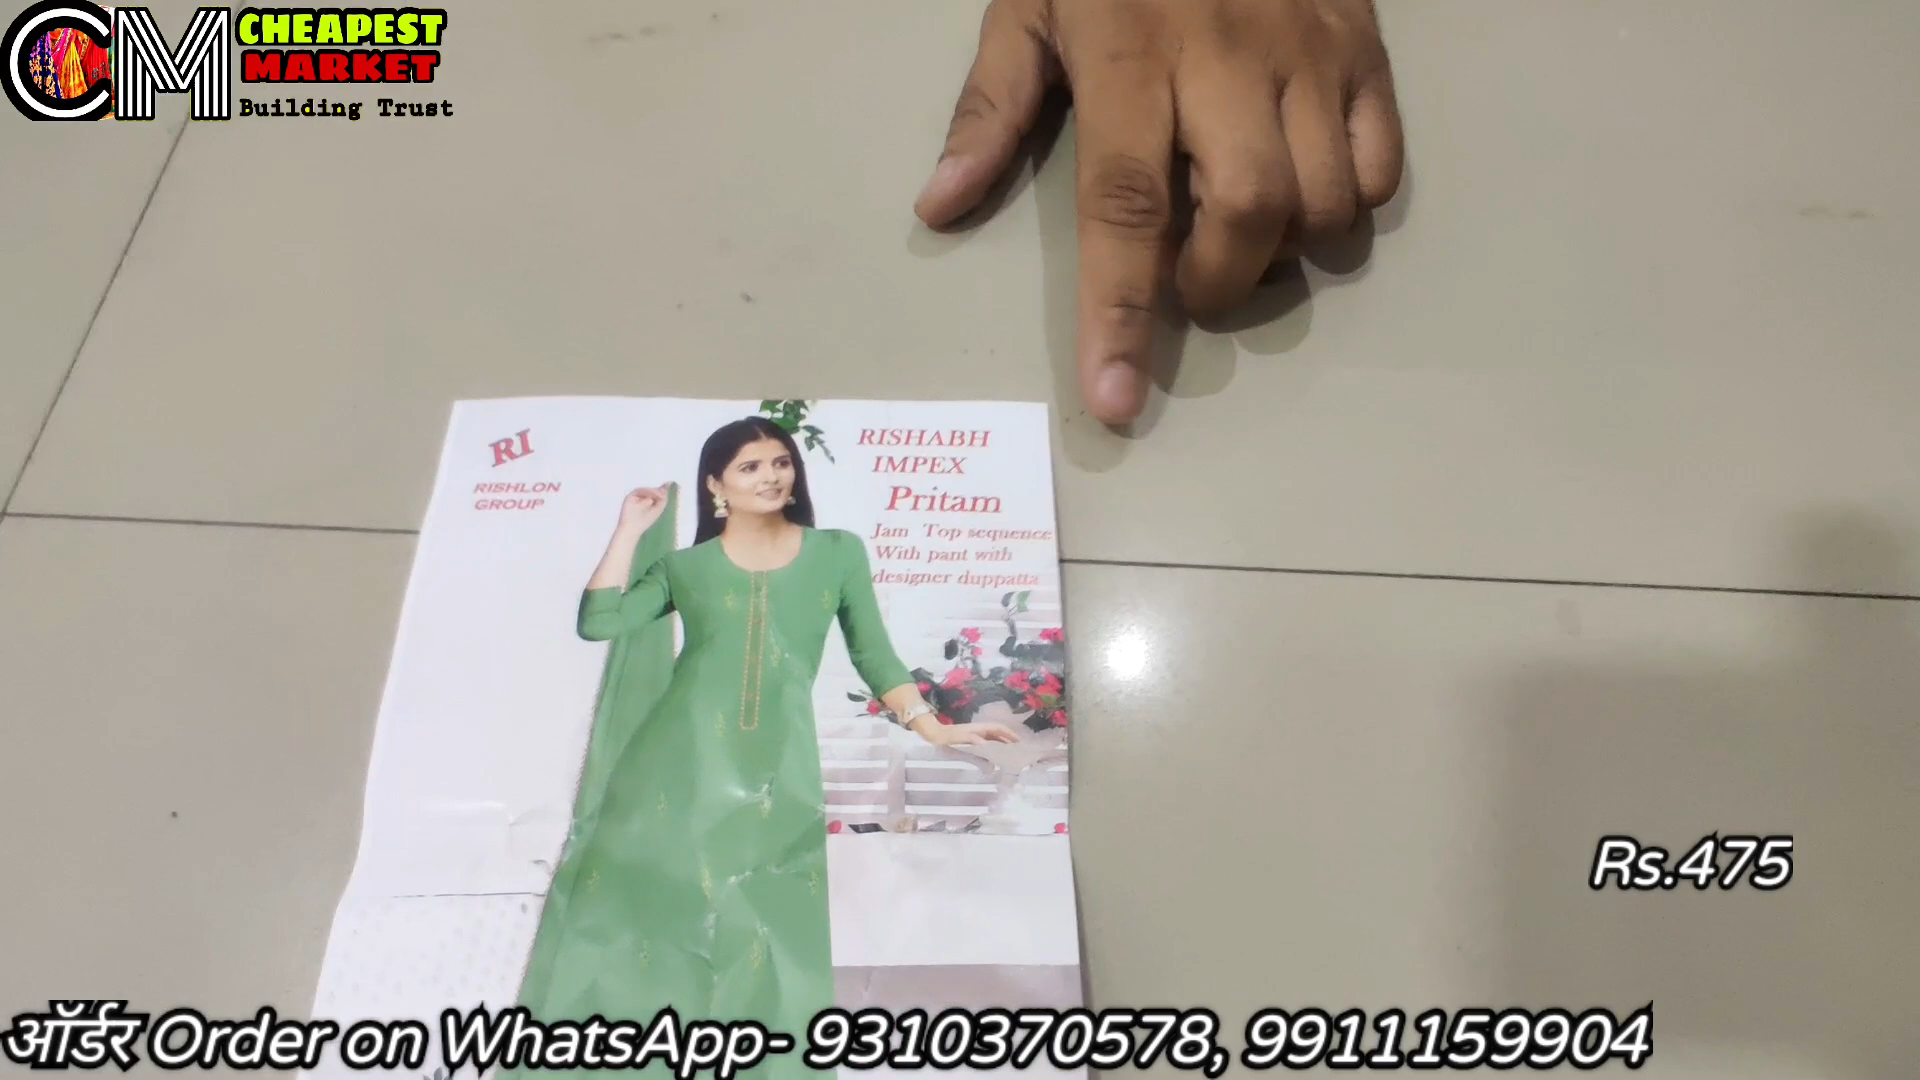 CM
CHEAPEST
MARKET
Building Trust
RI
RISHLON
GROUP
RISHABH
IMPEX
Pritam
Jam Top sequence
With pant with
designer duppatta
Rs.475
ऑर्डर Order on WhatsApp- 9310370578, 9911159904